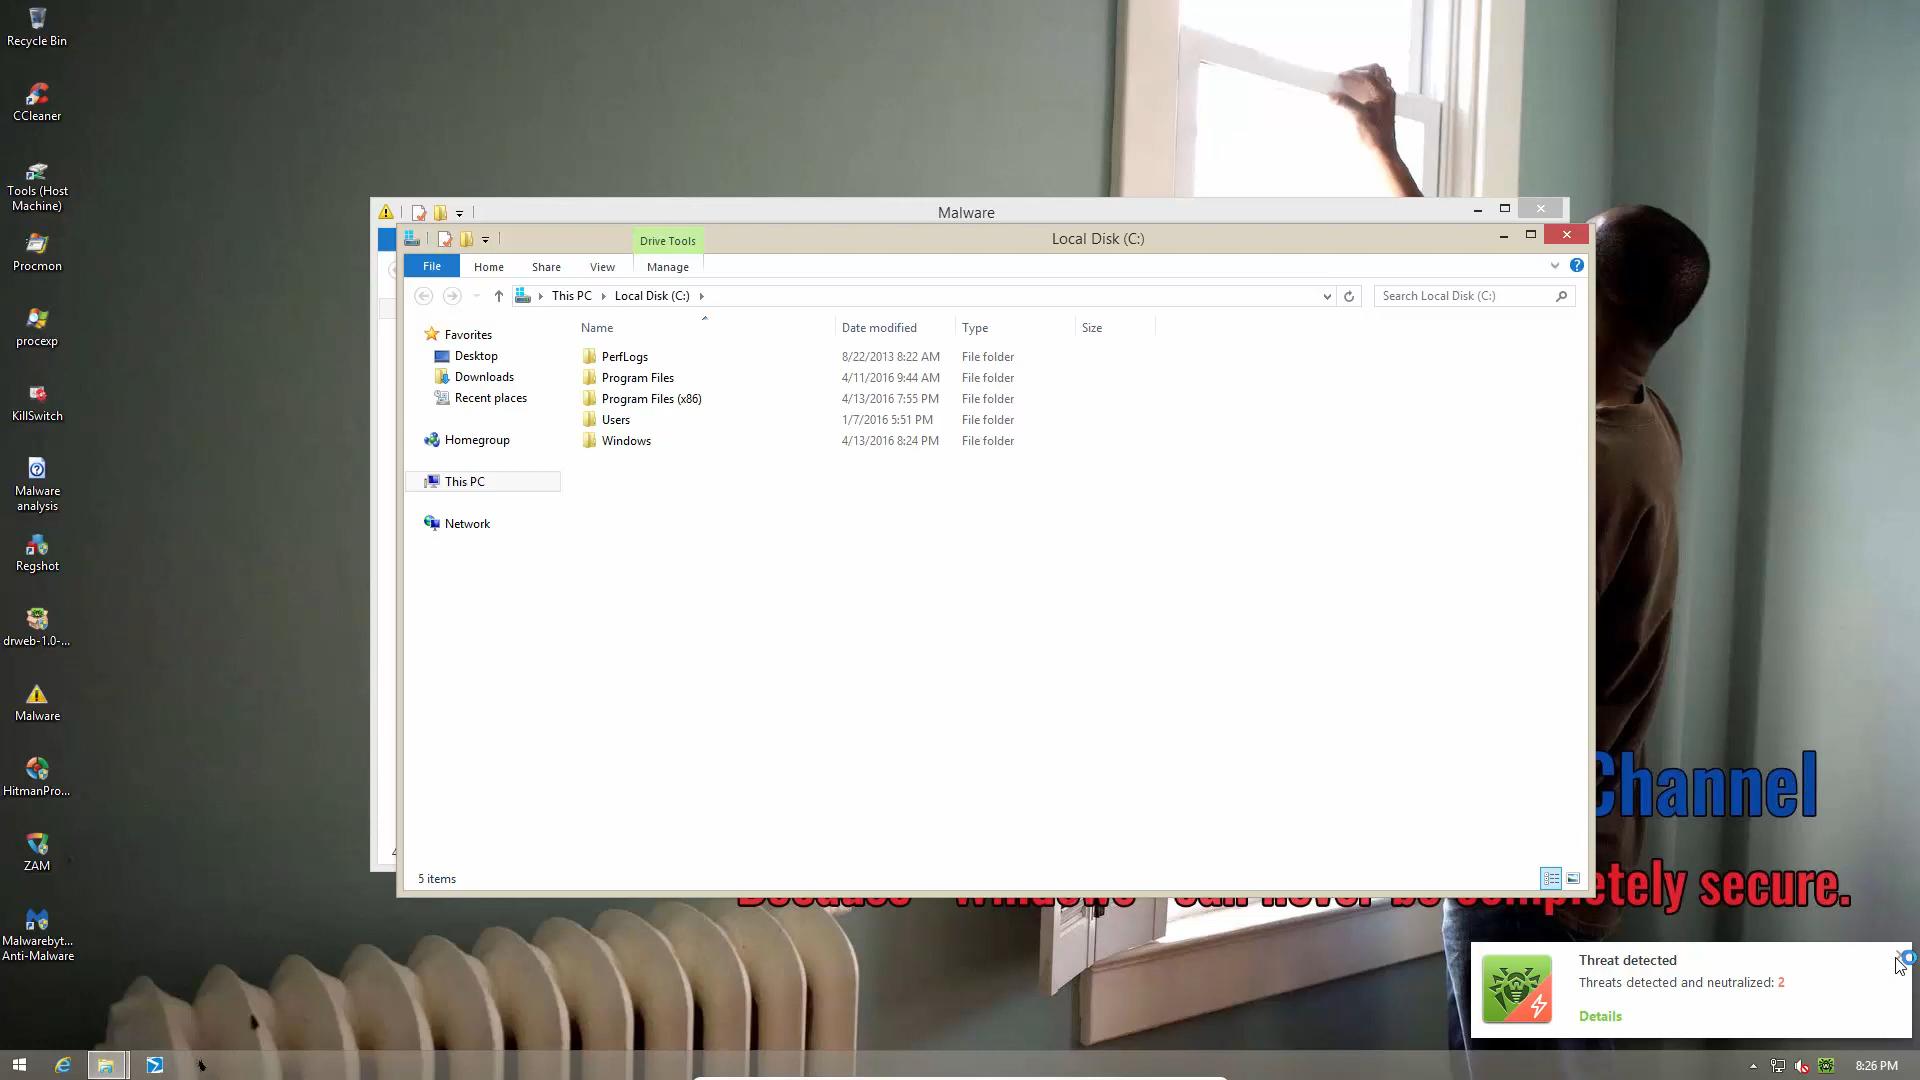 Recycle Bin
CCleaner
Tools (Host
Machine)
Procmon
procexp
KillSwitch
Malware
analysis
Regshot
drweb-1.0-...
Malware
HitmanPro...
ZAM
Malwarebyt...
Anti-Malware
Malware
Drive Tools
Local Disk (C:)
File
Home
Share
View
Manage
This PC
Local Disk (C:)
Search Local Disk (C:)
Name
Date modified
Type
Size
Favorites
Desktop
Downloads
Recent places
Homegroup
This PC
Network
PerfLogs 8/22/2013 8:22 AM File folder
Program Files 4/11/2016 9:44 AM File folder
Program Files (x86) 4/13/2016 7:55 PM File folder
Users 1/7/2016 5:51 PM File folder
Windows 4/13/2016 8:24 PM File folder
5 items
Channel
Because "Windows" can never be completely secure.
Threat detected
Threats detected and neutralized: 2
Details
8:26 PM